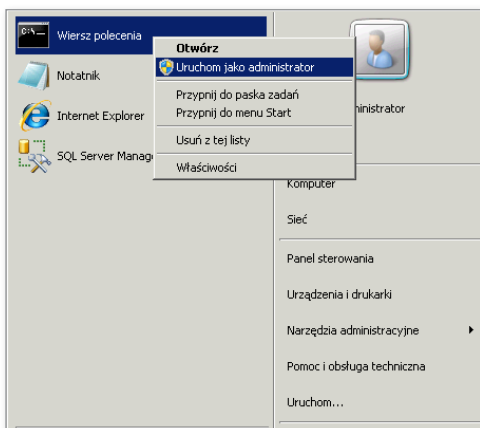 Wiersz polecenia
Notatnik
Internet Explorer
SQL Server Manag
Otwórz
Uruchom jako administrator
Przypnij do paska zadań
Przypnij do menu Start
Usuń z tej listy
Właściwości
ministrator
Komputer
Sieć
Panel sterowania
Urządzenia i drukarki
Narzędzia administracyjne
Pomoc i obsługa techniczna
Uruchom...